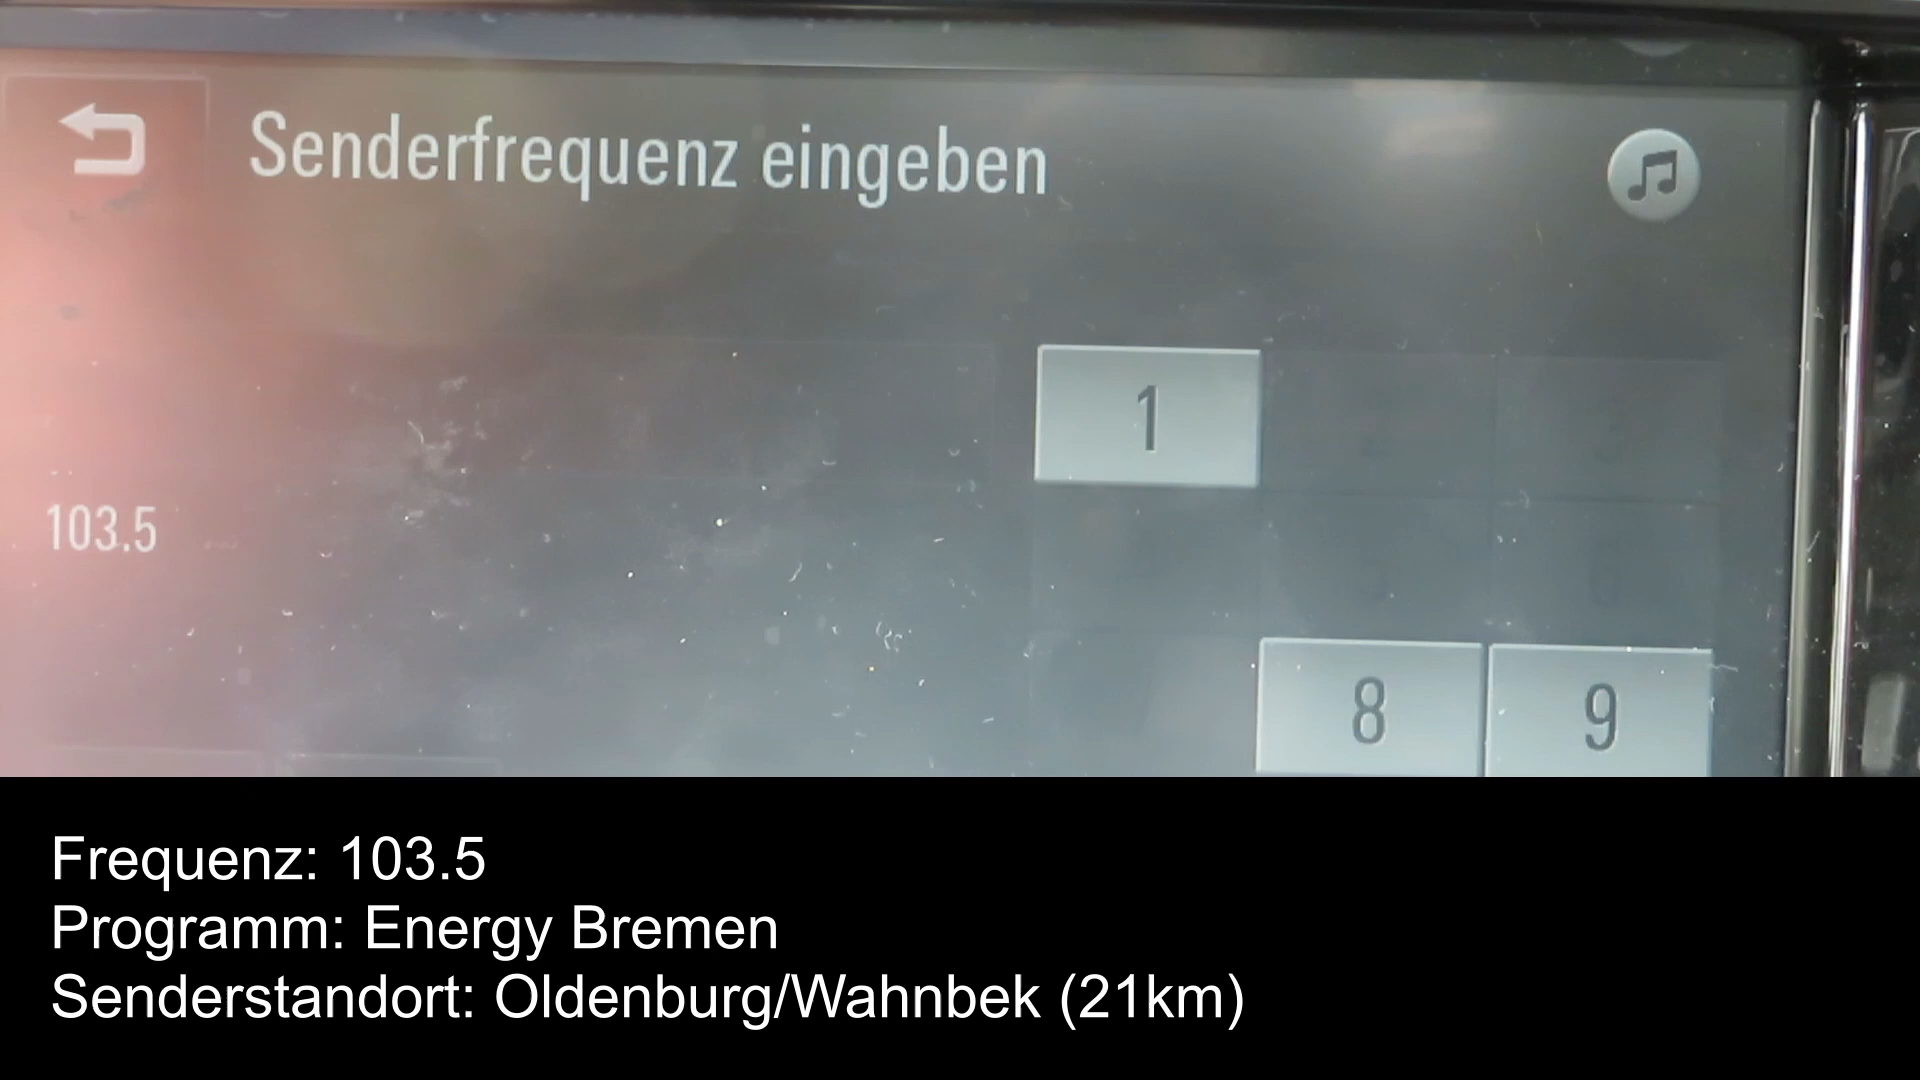 Senderfrequenz eingeben
1
103.5
8 9
Frequenz: 103.5
Programm: Energy Bremen
Senderstandort: Oldenburg/Wahnbek (21km)